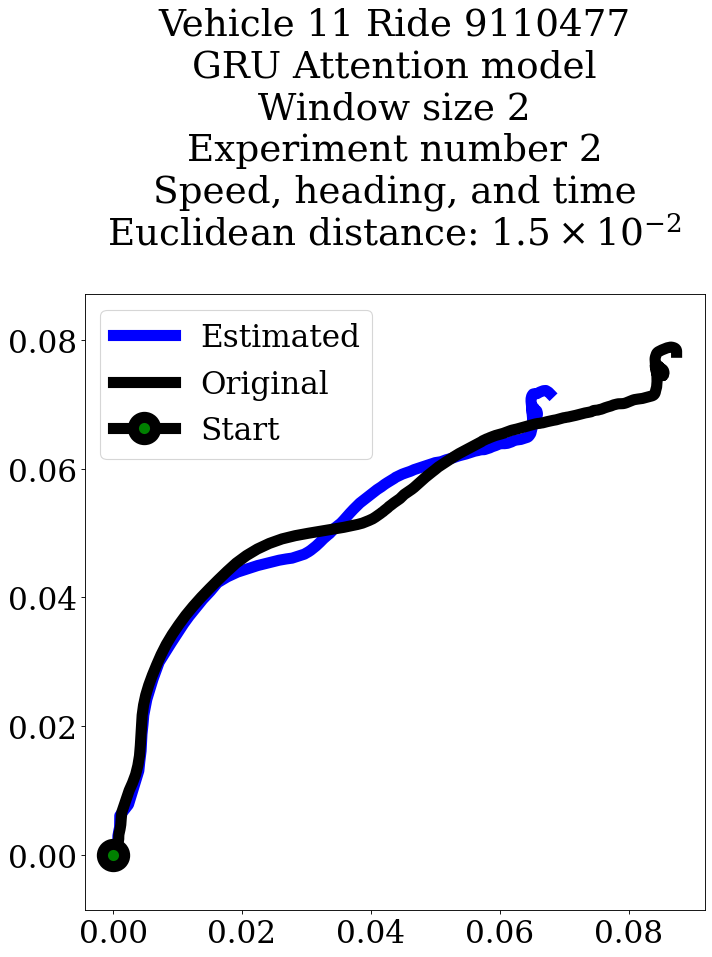 Vehicle 11 Ride 9110477
GRU Attention model
Window size 2
Experiment number 2
Speed, heading, and time
Euclidean distance: 1.5 × 10⁻²
Estimated
Original
Start
0.08
0.06
0.04
0.02
0.00
0.00 0.02 0.04 0.06 0.08